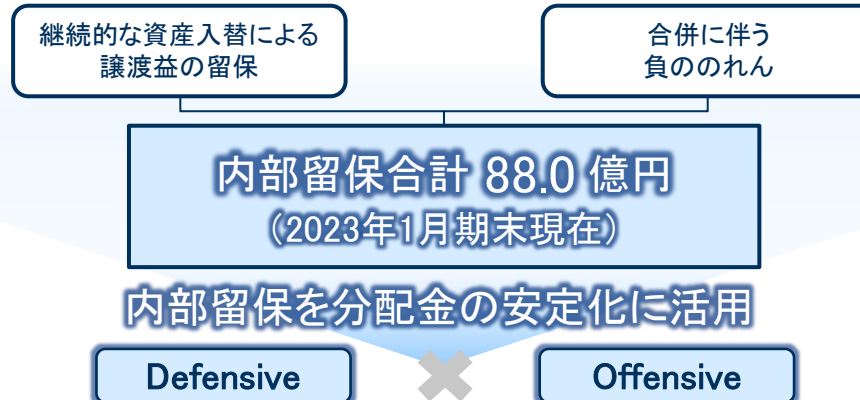 継続的な資産入替による
譲渡益の留保
合併に伴う
負ののれん
内部留保合計 88.0 億円
（2023年1月期末現在）
内部留保を分配金の安定化に活用
Defensive
Offensive